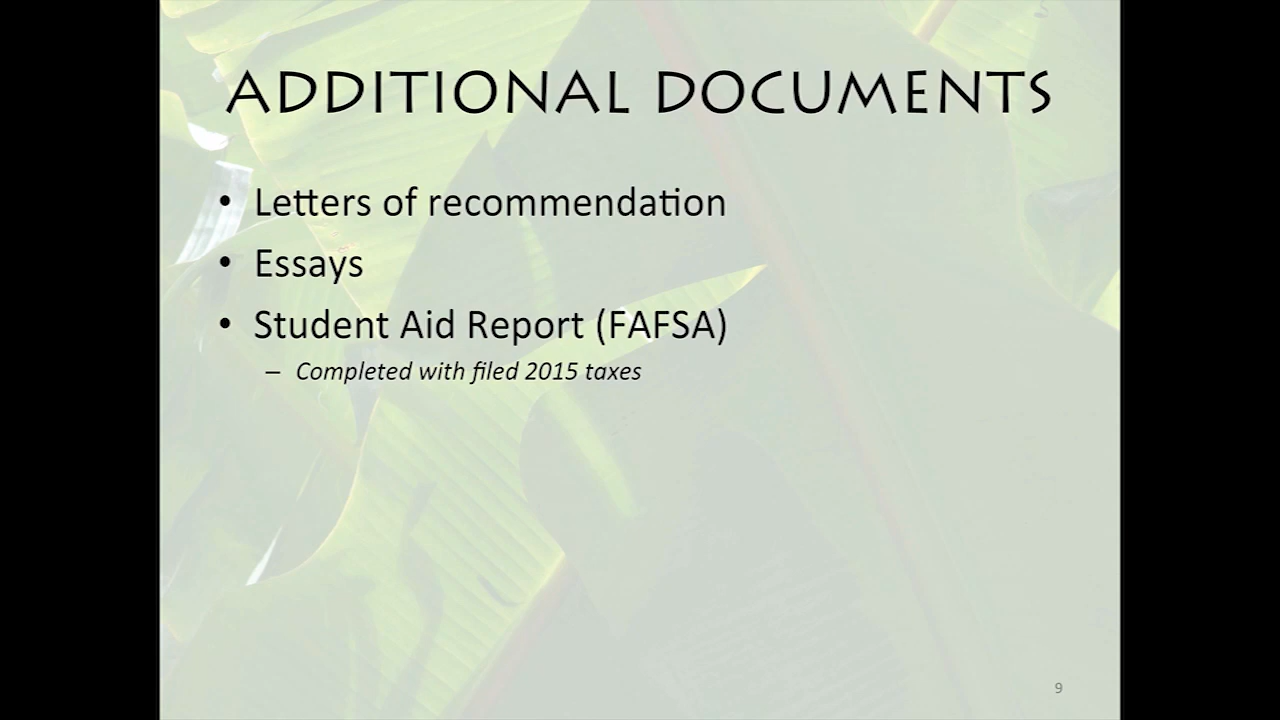 ADDITIONAL DOCUMENTS
• Letters of recommendation
• Essays
• Student Aid Report (FAFSA)
– Completed with filed 2015 taxes
9